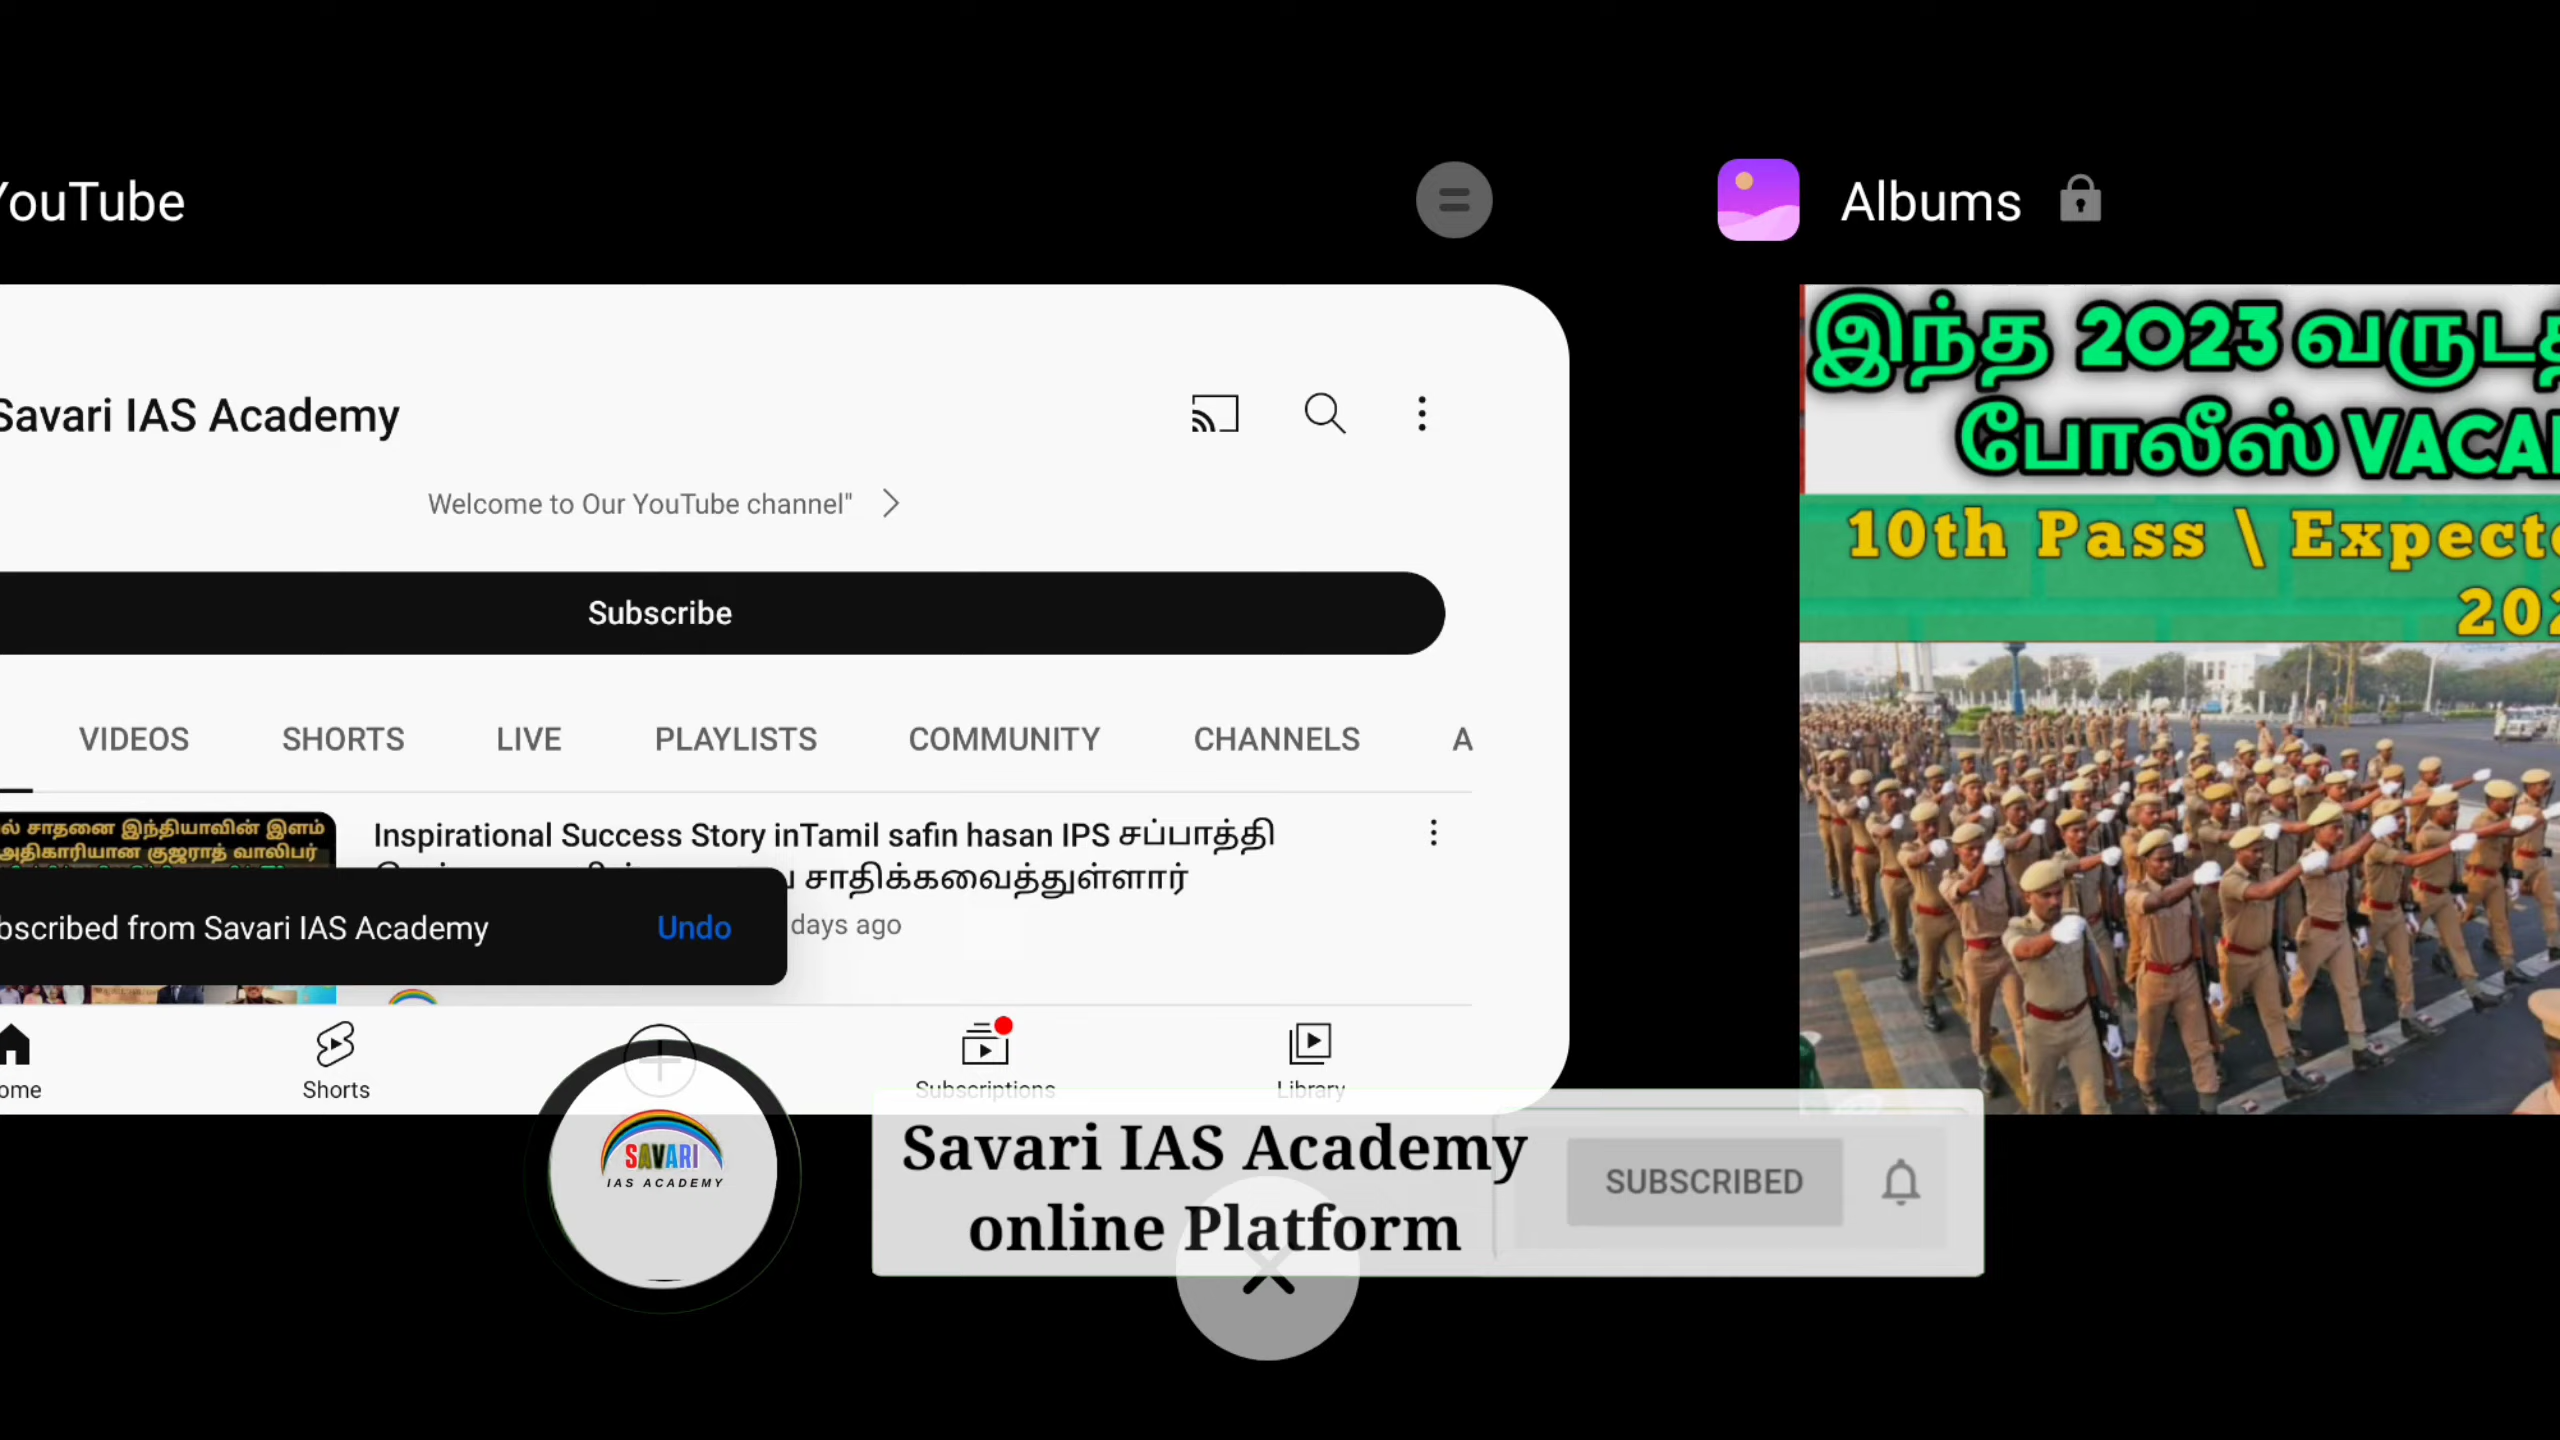 YouTube
Albums
Savari IAS Academy
Welcome to Our YouTube channel"
Subscribe
VIDEOS SHORTS LIVE PLAYLISTS COMMUNITY CHANNELS A
சாதனை இந்தியாவின் இளம்
அதிகாரியான குஜராத் வாலிபர்
Inspirational Success Story inTamil safin hasan IPS சப்பாத்தி
சாதிக்கவைத்துள்ளார்
days ago
bscribed from Savari IAS Academy Undo
ome Shorts Subscriptions Library
இந்த 2023
போலீஸ் VACA
10th Pass \ Expecte
202
SAVARI
IAS ACADEMY
Savari IAS Academy
online Platform
SUBSCRIBED